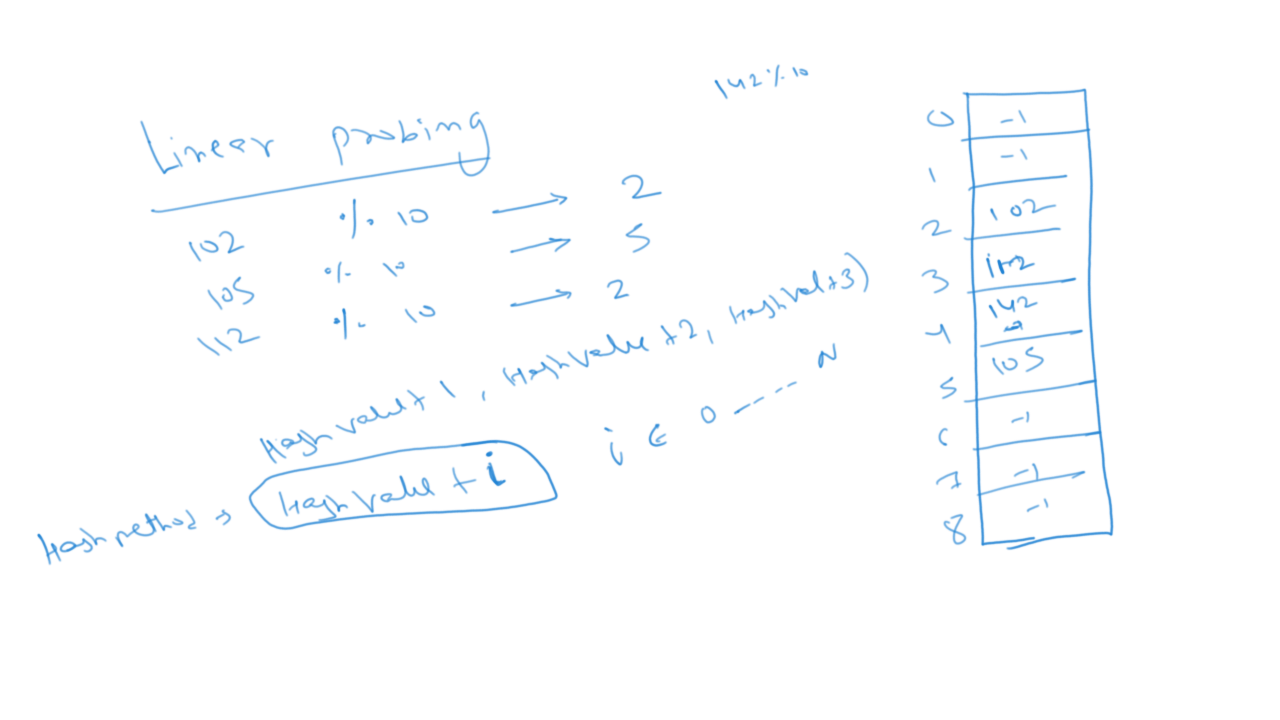 142 % 10
Linear probing
102 % 10 → 2
105 % 10 → 5
112 % 10 → 2
Hash value + 1, Hash value + 2, Hash Val + 3)
i ∈ 0 ---- N
Hash method → Hash Value + i
0 -1
1 -1
2 102
3 112
4 142
5 105
6 -1
7 -1
8 -1